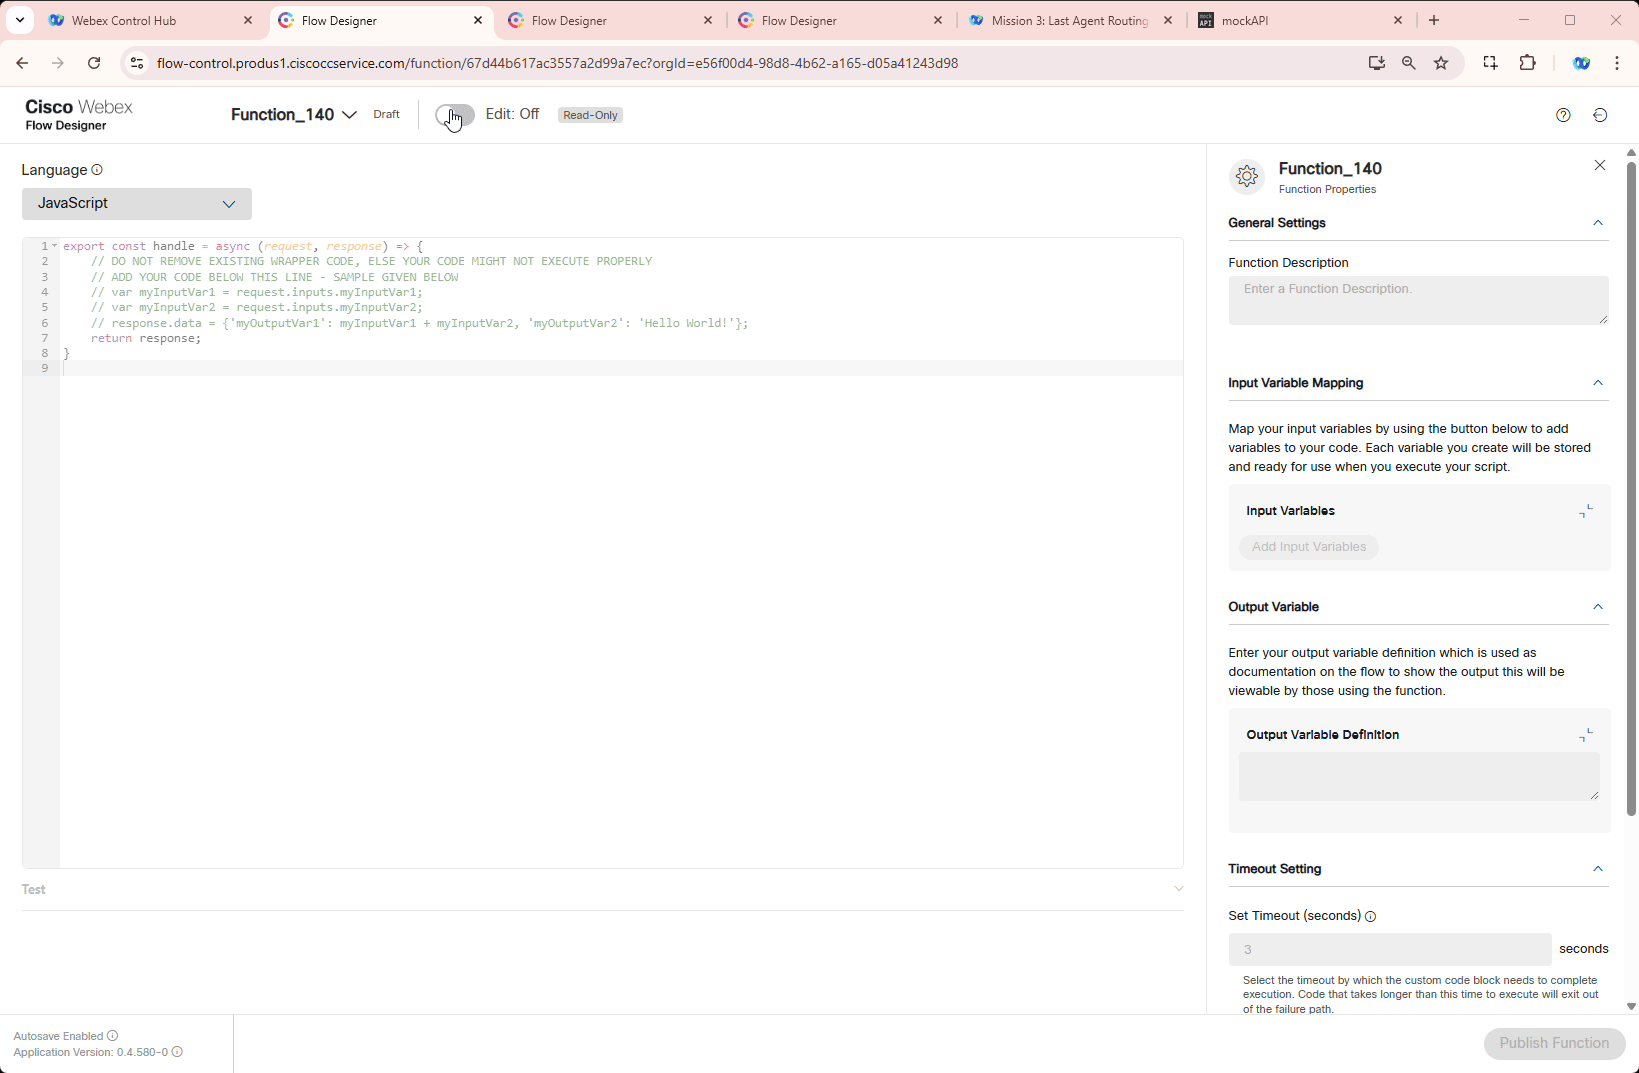 Webex Control Hub
Flow Designer
Flow Designer
Flow Designer
Mission 3: Last Agent Routing
mockAPI
flow-control.produs1.ciscoccservice.com/function/67d44b617ac3557a2d99a7ec?orgId=e56f00d4-98d8-4b62-a165-d05a41243d98
Cisco Webex
Flow Designer
Function_140
Draft
Edit: Off
Read-Only
Language
JavaScript
1 export const handle = async (request, response) => {
2 // DO NOT REMOVE EXISTING WRAPPER CODE, ELSE YOUR CODE MIGHT NOT EXECUTE PROPERLY
3 // ADD YOUR CODE BELOW THIS LINE - SAMPLE GIVEN BELOW
4 // var myInputVar1 = request.inputs.myInputVar1;
5 // var myInputVar2 = request.inputs.myInputVar2;
6 // response.data = {'myOutputVar1': myInputVar1 + myInputVar2, 'myOutputVar2': 'Hello World!'};
7 return response;
8 }
9
Test
Function_140
Function Properties
General Settings
Function Description
Enter a Function Description.
Input Variable Mapping
Map your input variables by using the button below to add
variables to your code. Each variable you create will be stored
and ready for use when you execute your script.
Input Variables
Add Input Variables
Output Variable
Enter your output variable definition which is used as
documentation on the flow to show the output this will be
viewable by those using the function.
Output Variable Definition
Timeout Setting
Set Timeout (seconds)
3
seconds
Select the timeout by which the custom code block needs to complete
execution. Code that takes longer than this time to execute will exit out
of the failure path.
Autosave Enabled
Application Version: 0.4.580-0
Publish Function